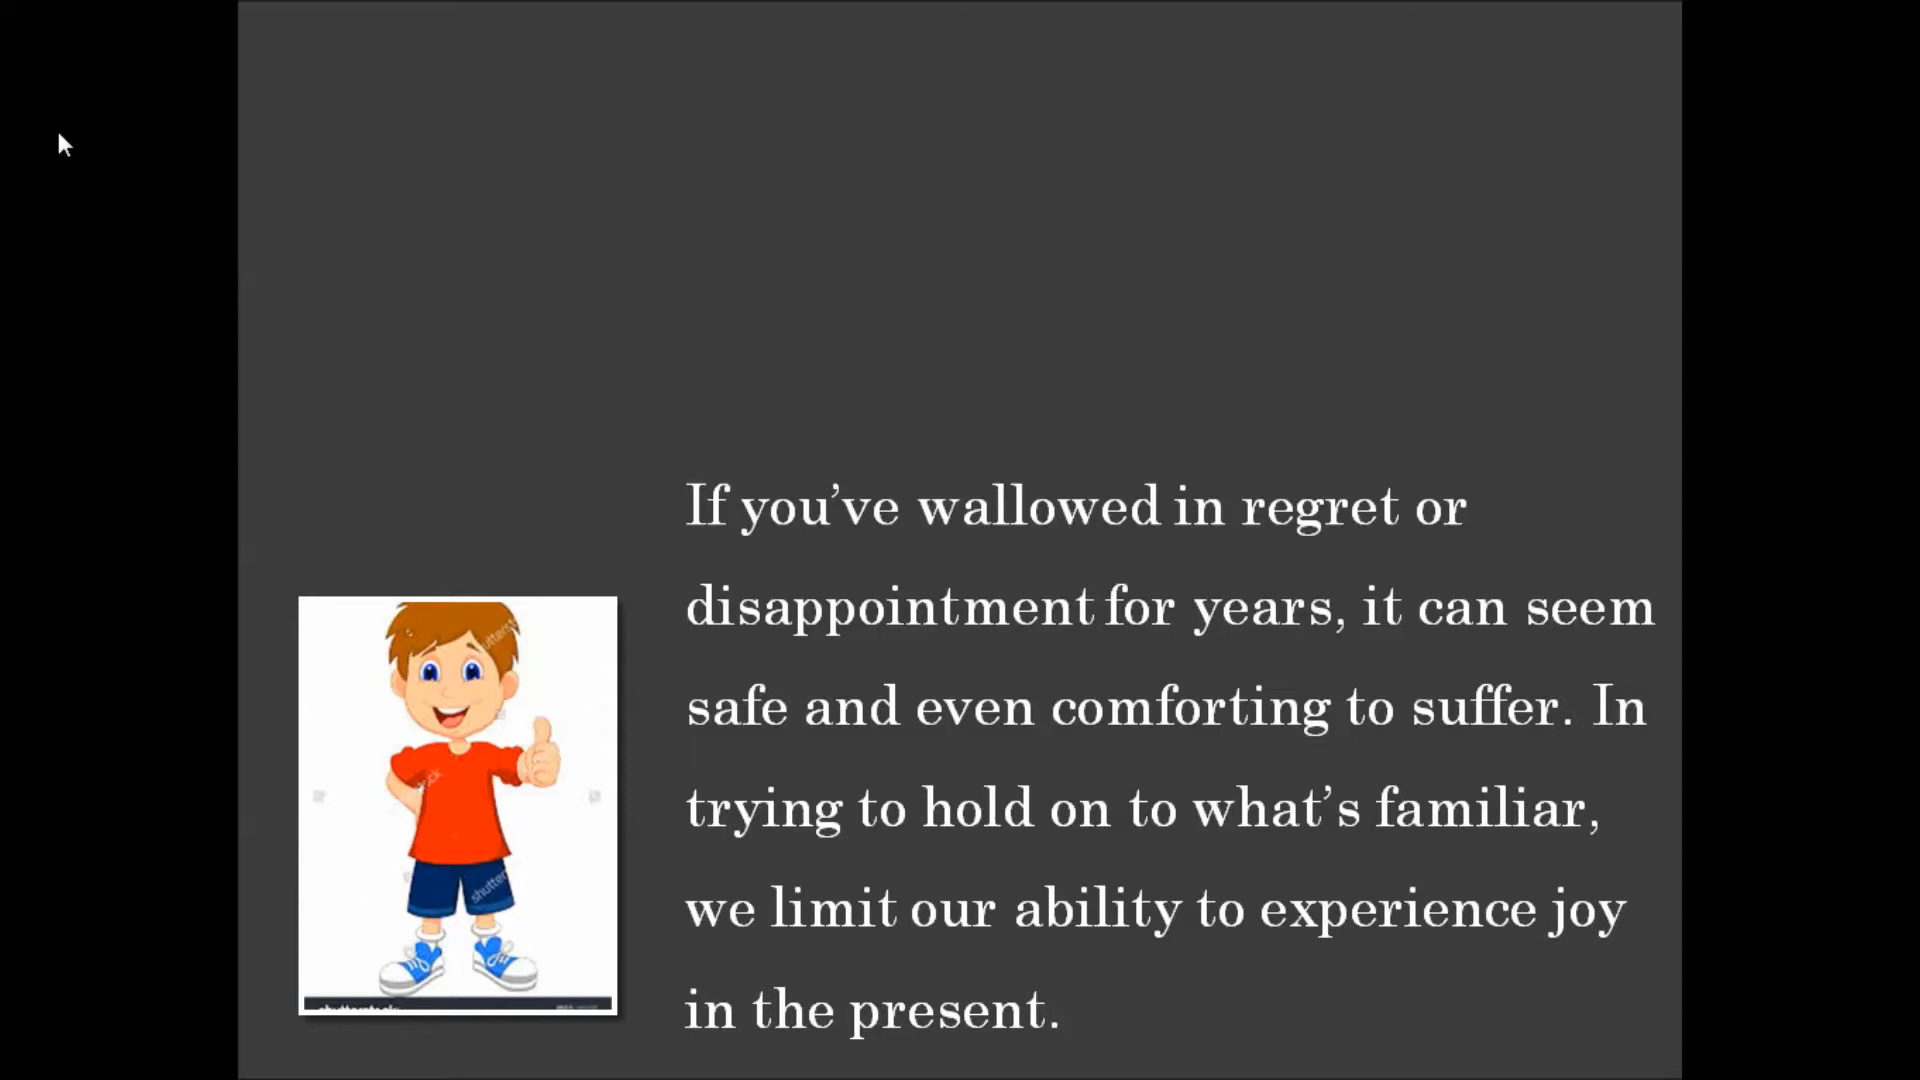 If you’ve wallowed in regret or
disappointment for years, it can seem
safe and even comforting to suffer. In
trying to hold on to what’s familiar,
we limit our ability to experience joy
in the present.